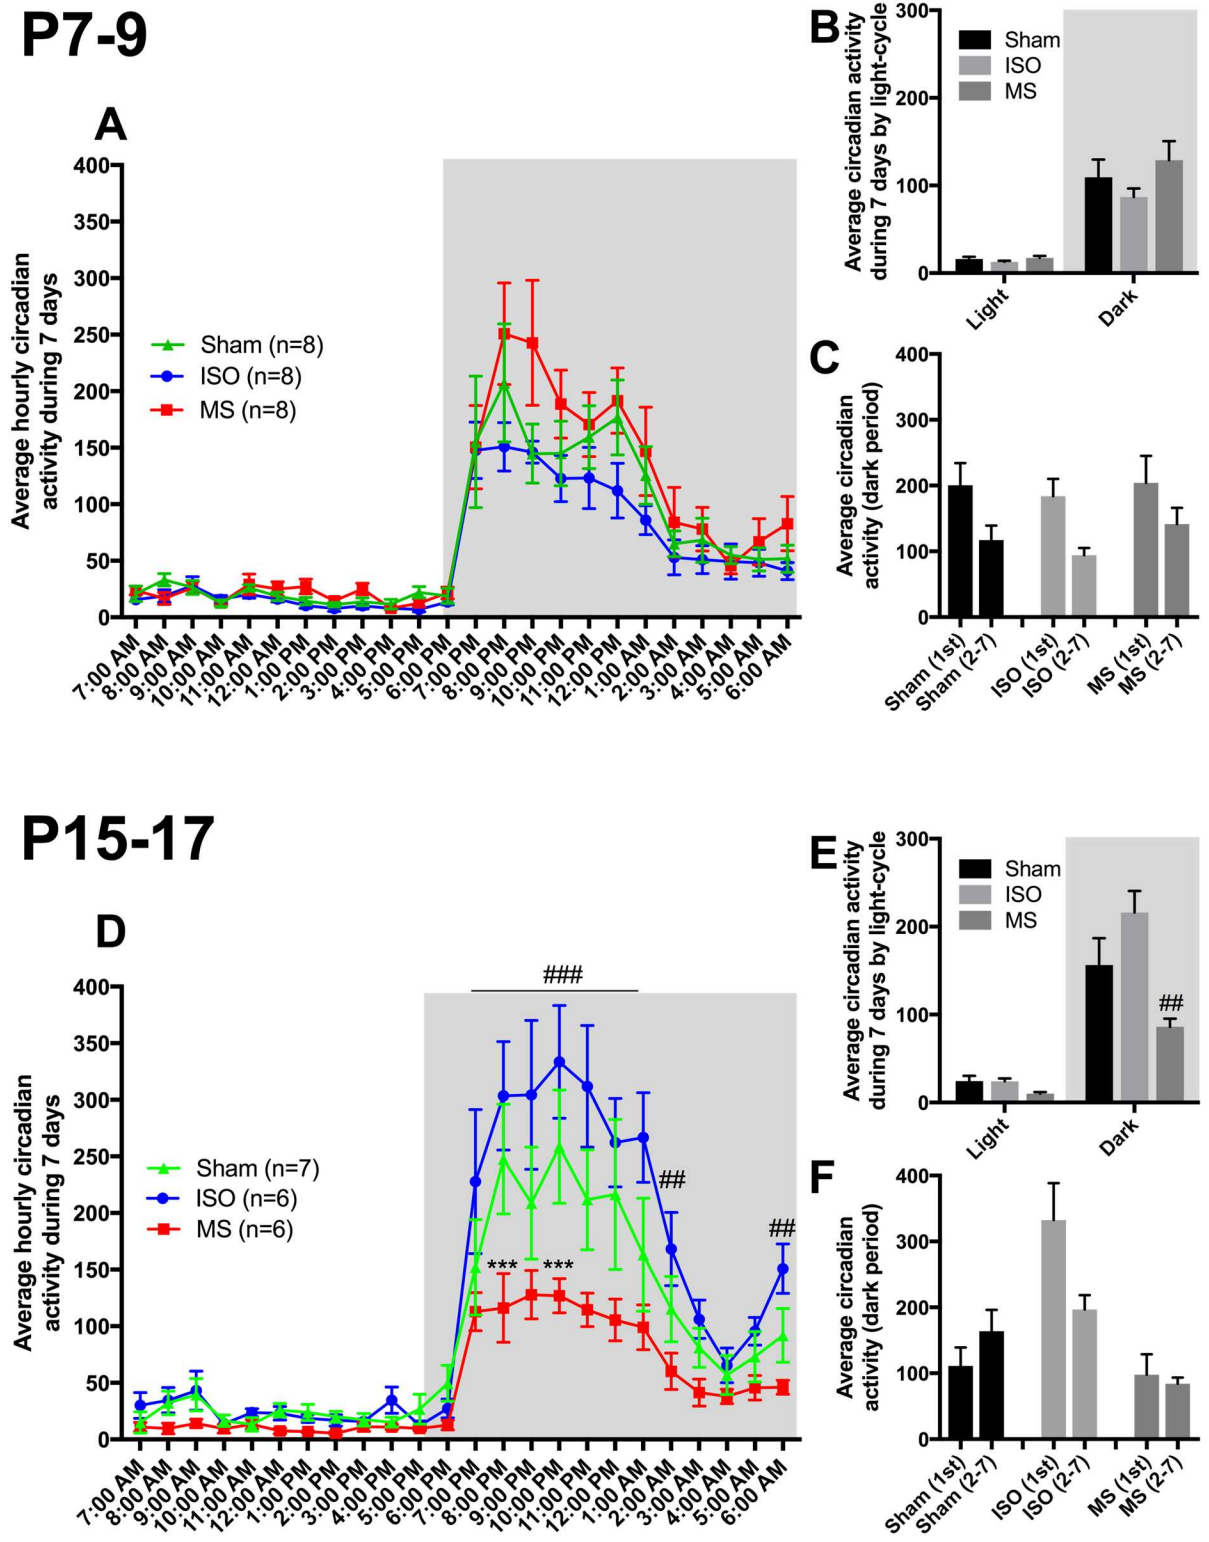 P7-9
A
Average hourly circadian
activity during 7 days
400
350
300
250
200
150
100
50
0
Sham (n=8)
ISO (n=8)
MS (n=8)
7:00 AM
8:00 AM
9:00 AM
10:00 AM
11:00 AM
12:00 AM
1:00 PM
2:00 PM
3:00 PM
4:00 PM
5:00 PM
6:00 PM
7:00 PM
8:00 PM
9:00 PM
10:00 PM
11:00 PM
12:00 PM
1:00 AM
2:00 AM
3:00 AM
4:00 AM
5:00 AM
6:00 AM
B
Average circadian activity
during 7 days by light-cycle
300
200
100
0
Sham
ISO
MS
Light
Dark
C
Average circadian
activity (dark period)
400
300
200
100
0
Sham (1st)
Sham (2-7)
ISO (1st)
ISO (2-7)
MS (1st)
MS (2-7)
P15-17
D
Average hourly circadian
activity during 7 days
400
350
300
250
200
150
100
50
0
Sham (n=7)
ISO (n=6)
MS (n=6)
###
##
##
*** ***
7:00 AM
8:00 AM
9:00 AM
10:00 AM
11:00 AM
12:00 AM
1:00 PM
2:00 PM
3:00 PM
4:00 PM
5:00 PM
6:00 PM
7:00 PM
8:00 PM
9:00 PM
10:00 PM
11:00 PM
12:00 PM
1:00 AM
2:00 AM
3:00 AM
4:00 AM
5:00 AM
6:00 AM
E
Average circadian activity
during 7 days by light-cycle
300
200
100
0
Sham
ISO
MS
##
Light
Dark
F
Average circadian
activity (dark period)
400
300
200
100
0
Sham (1st)
Sham (2-7)
ISO (1st)
ISO (2-7)
MS (1st)
MS (2-7)